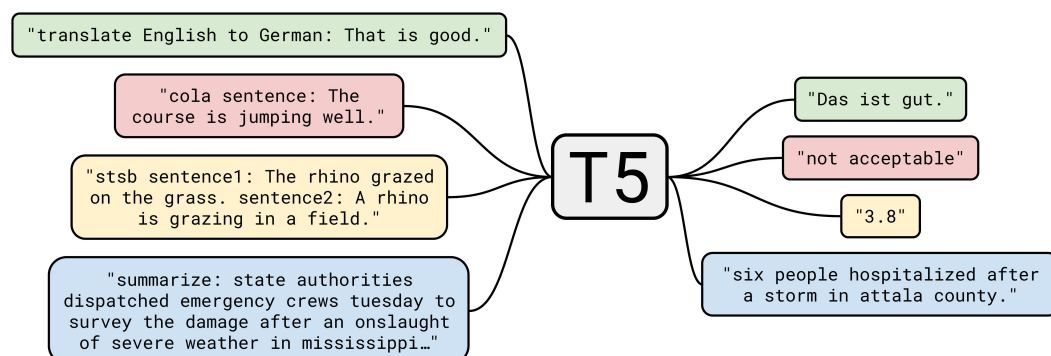 "translate English to German: That is good."
"cola sentence: The
course is jumping well."
"stsb sentence1: The rhino grazed
on the grass. sentence2: A rhino
is grazing in a field."
"summarize: state authorities
dispatched emergency crews tuesday to
survey the damage after an onslaught
of severe weather in mississippi…"
T5
"Das ist gut."
"not acceptable"
"3.8"
"six people hospitalized after
a storm in attala county."